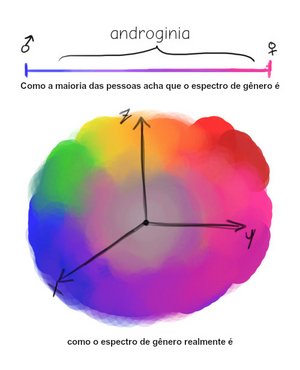 androginia
♂ ♀
Como a maioria das pessoas acha que o espectro de gênero é
Z
Y
X
como o espectro de gênero realmente é